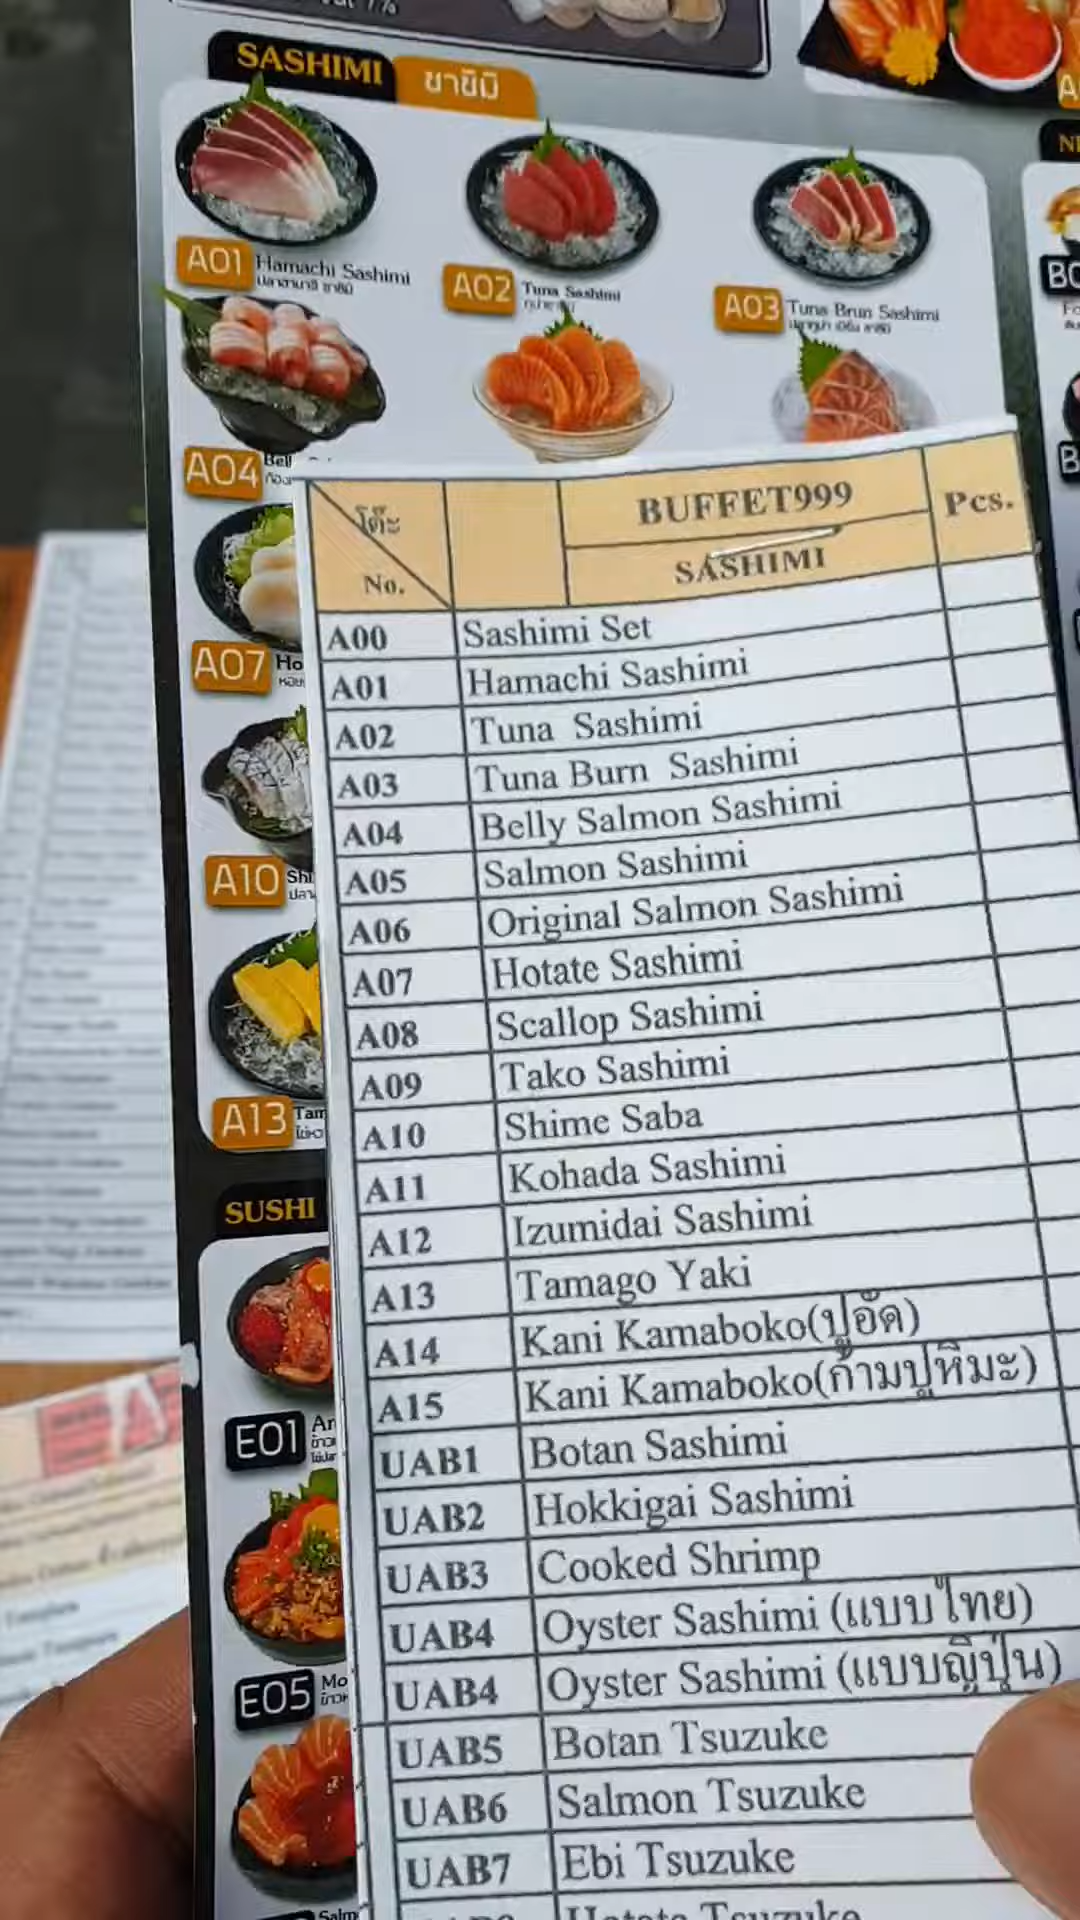 SASHIMI ซาซิมิ
A01 Hamachi Sashimi
A02 Tuna Sashimi
A03 Tuna Brun Sashimi
A04
A07 Ho
A10 Shi
A13 Tam
SUSHI
E01
E05 Mo
Salm
โต๊ะ
No.
BUFFET999
SASHIMI
Pcs.
A00 Sashimi Set
A01 Hamachi Sashimi
A02 Tuna Sashimi
A03 Tuna Burn Sashimi
A04 Belly Salmon Sashimi
A05 Salmon Sashimi
A06 Original Salmon Sashimi
A07 Hotate Sashimi
A08 Scallop Sashimi
A09 Tako Sashimi
A10 Shime Saba
A11 Kohada Sashimi
A12 Izumidai Sashimi
A13 Tamago Yaki
A14 Kani Kamaboko(ปูอัด)
A15 Kani Kamaboko(ก้ามปูหิมะ)
UAB1 Botan Sashimi
UAB2 Hokkigai Sashimi
UAB3 Cooked Shrimp
UAB4 Oyster Sashimi (แบบไทย)
UAB4 Oyster Sashimi (แบบญี่ปุ่น)
UAB5 Botan Tsuzuke
UAB6 Salmon Tsuzuke
UAB7 Ebi Tsuzuke